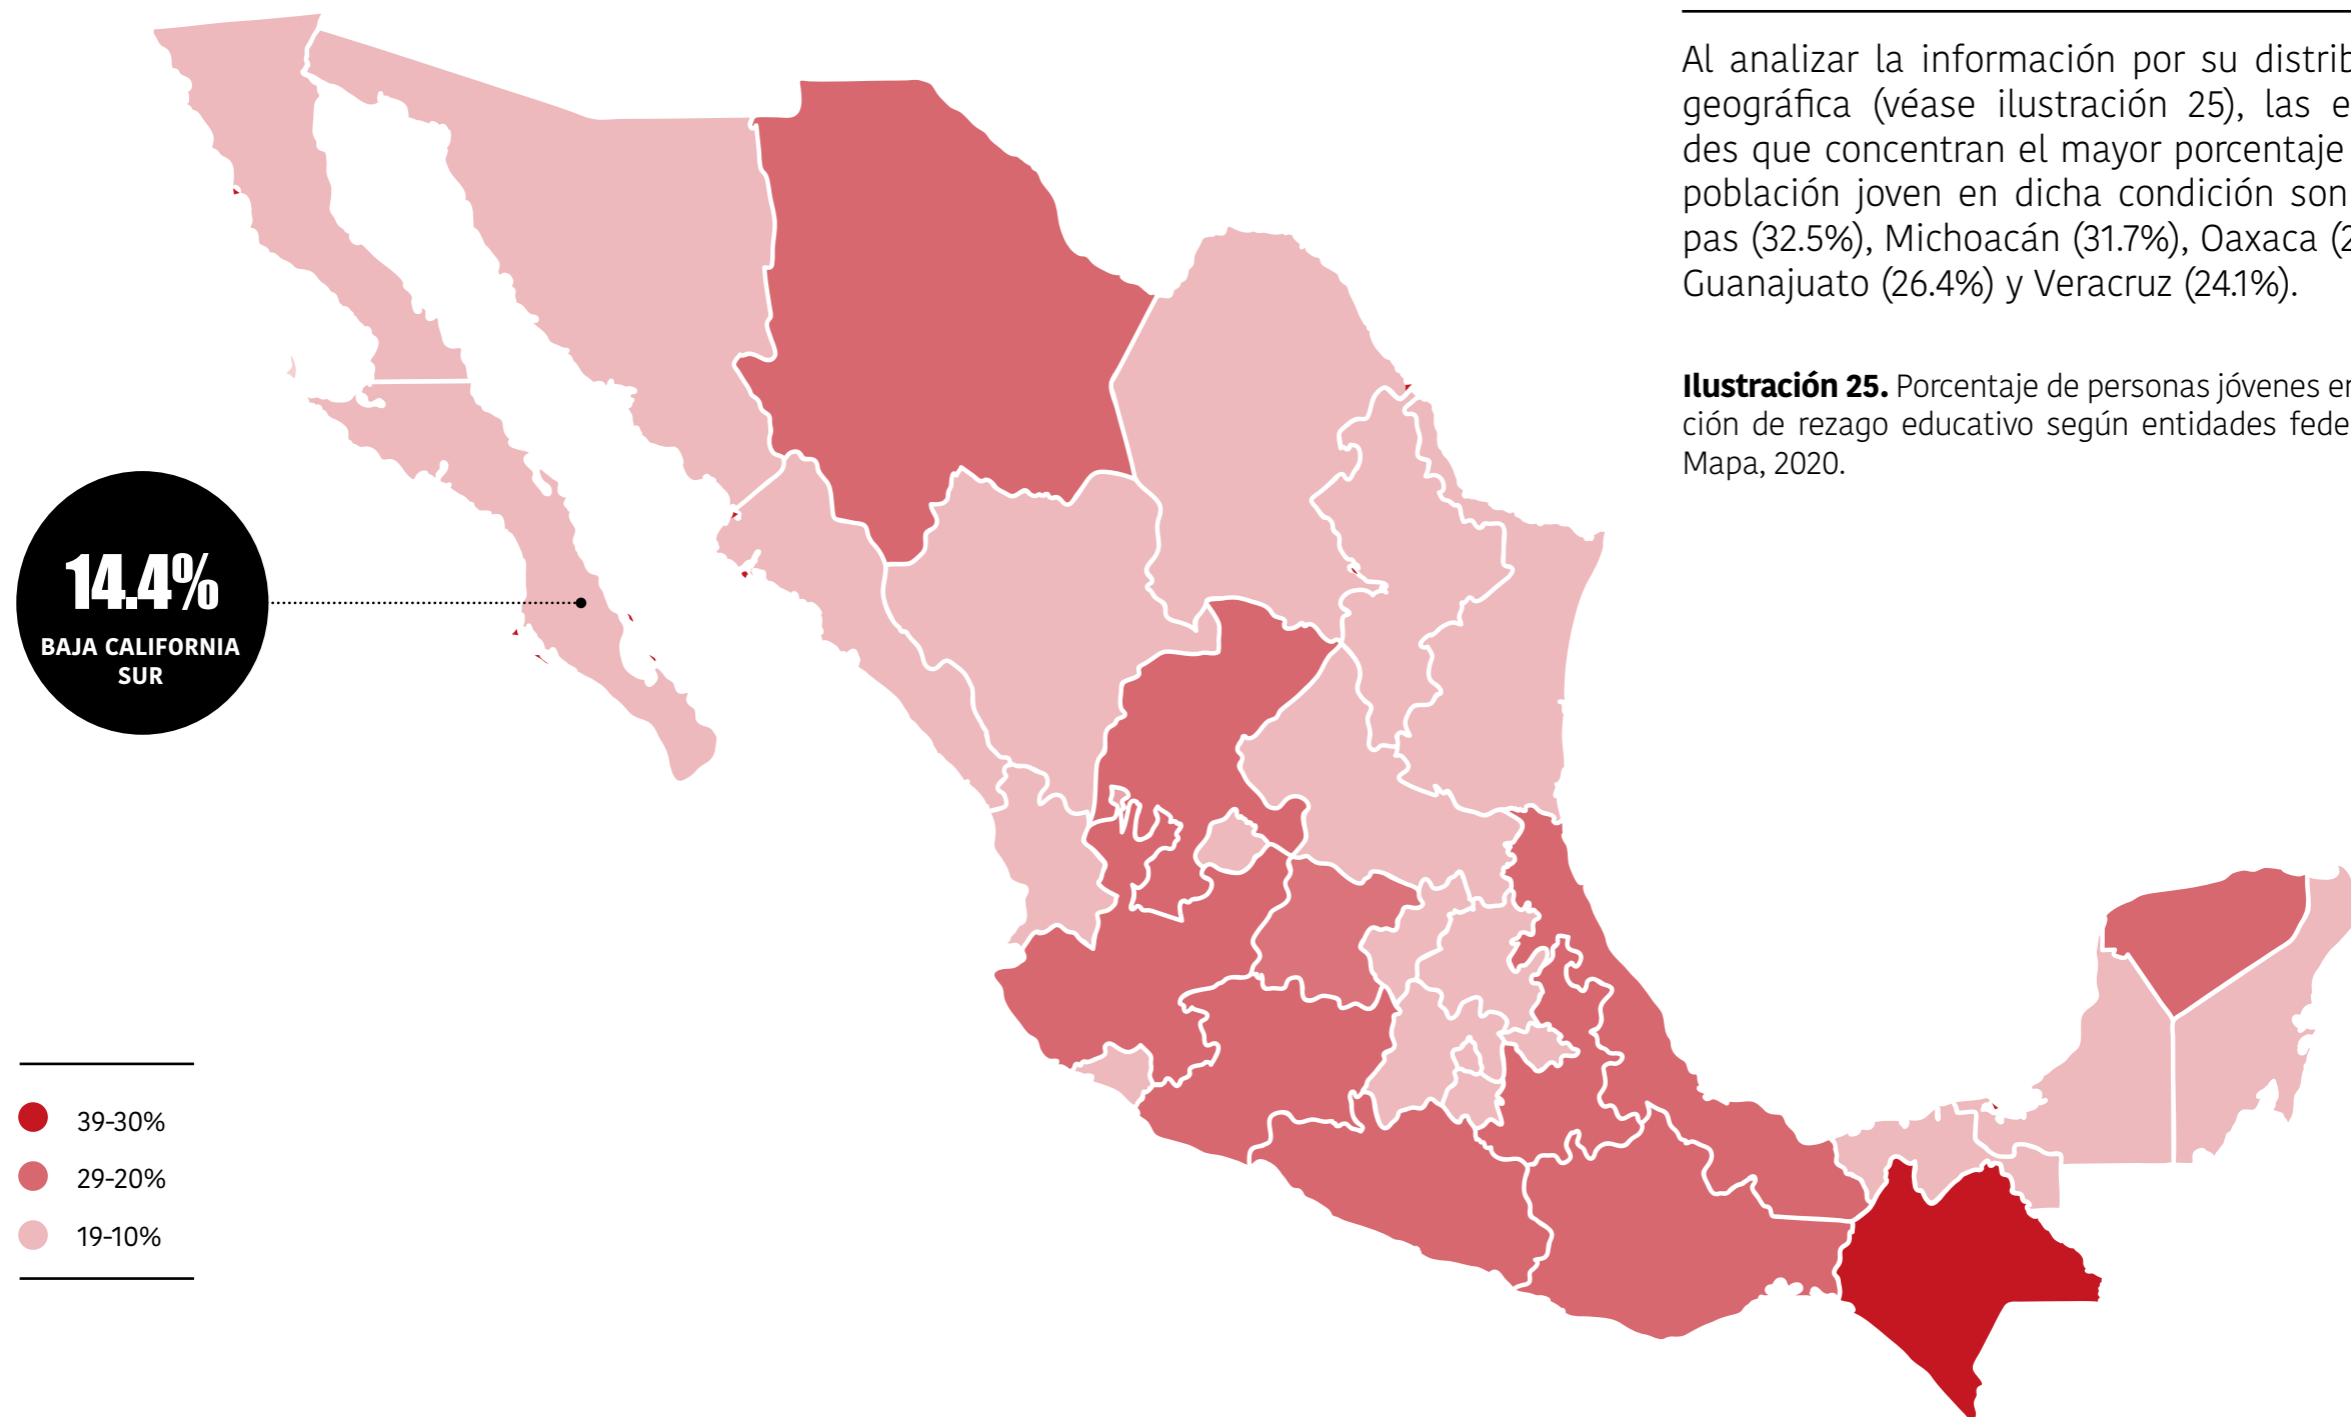 Al analizar la información por su distrib
geográfica (véase ilustración 25), las e
des que concentran el mayor porcentaje
población joven en dicha condición son
pas (32.5%), Michoacán (31.7%), Oaxaca (2
Guanajuato (26.4%) y Veracruz (24.1%).
Ilustración 25. Porcentaje de personas jóvenes en
ción de rezago educativo según entidades fede
Mapa, 2020.
14.4%
BAJA CALIFORNIA
SUR
39-30%
29-20%
19-10%